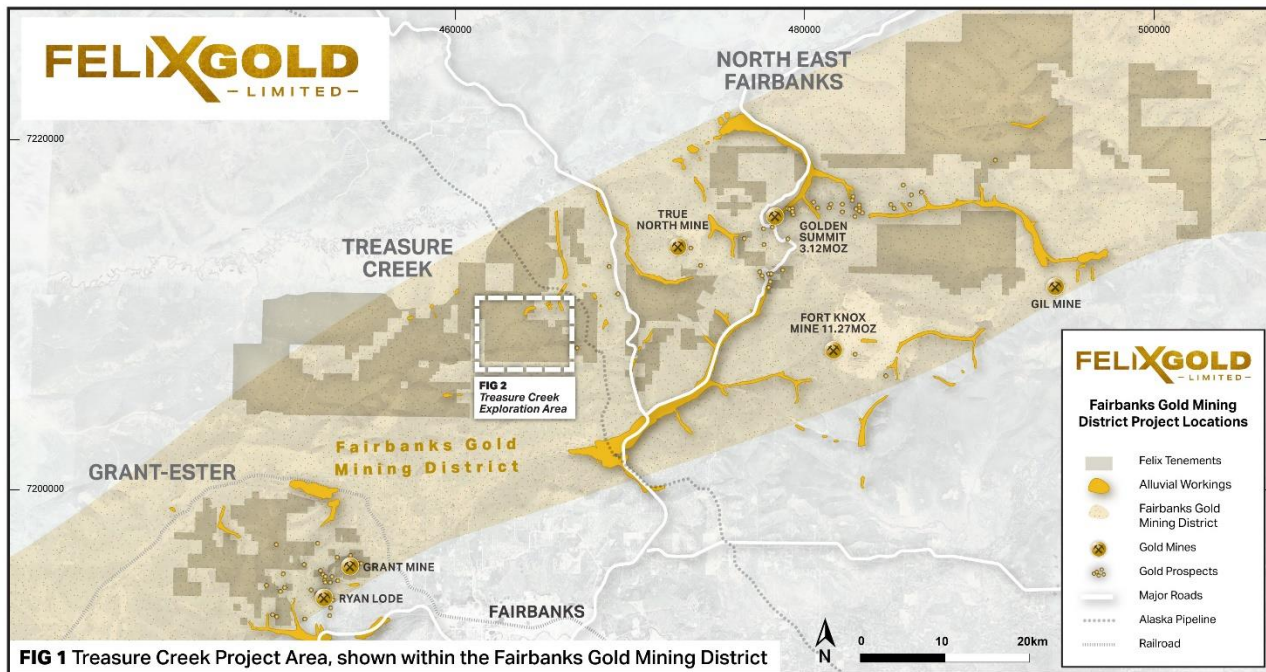 460000
480000
500000
7220000
7200000
FELIXGOLD
LIMITED
NORTH EAST
FAIRBANKS
TREASURE
CREEK
TRUE
NORTH MINE
GOLDEN
SUMMIT
3.12MOZ
GIL MINE
FORT KNOX
MINE 11.27MOZ
FIG 2
Treasure Creek
Exploration Area
Fairbanks Gold
Mining District
GRANT-ESTER
GRANT MINE
RYAN LODE
FAIRBANKS
N
0 10 20km
FELIXGOLD
LIMITED
Fairbanks Gold Mining
District Project Locations
Felix Tenements
Alluvial Workings
Fairbanks Gold
Mining District
Gold Mines
Gold Prospects
Major Roads
Alaska Pipeline
Railroad
FIG 1 Treasure Creek Project Area, shown within the Fairbanks Gold Mining District